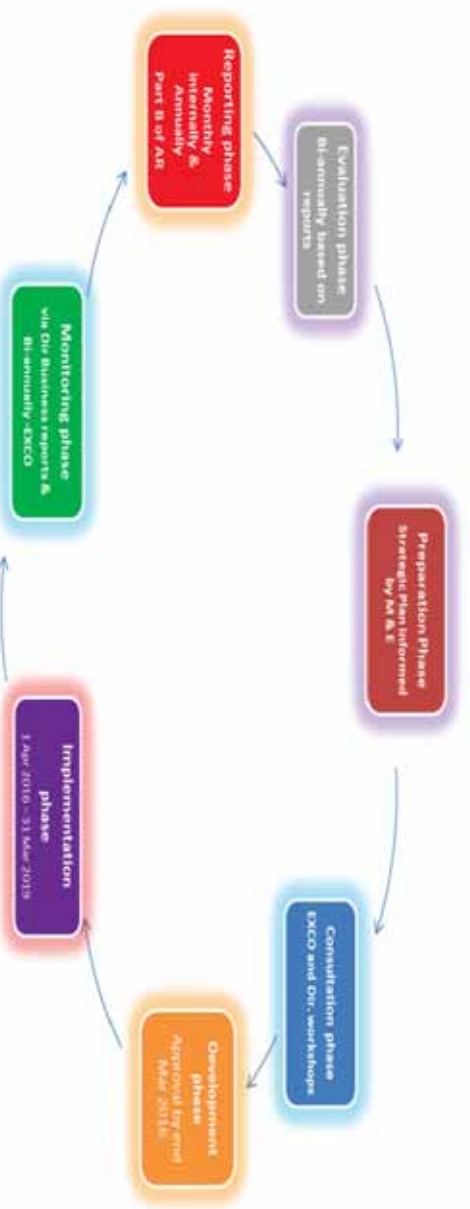 Preparation Phase
Strategic Plan informed
by M & E
Consultation phase
EXCO and Dir. workshops
Development
phase
Approval by end
Mar 2016
Implementation
phase
1 Apr 2016 – 31 Mar 2019
Monitoring phase
via Dir Business reports &
Bi-annually -EXCO
Reporting phase
Monthly
internally &
Annually
Part B of AR
Evaluation phase
Bi-annually based on
reports